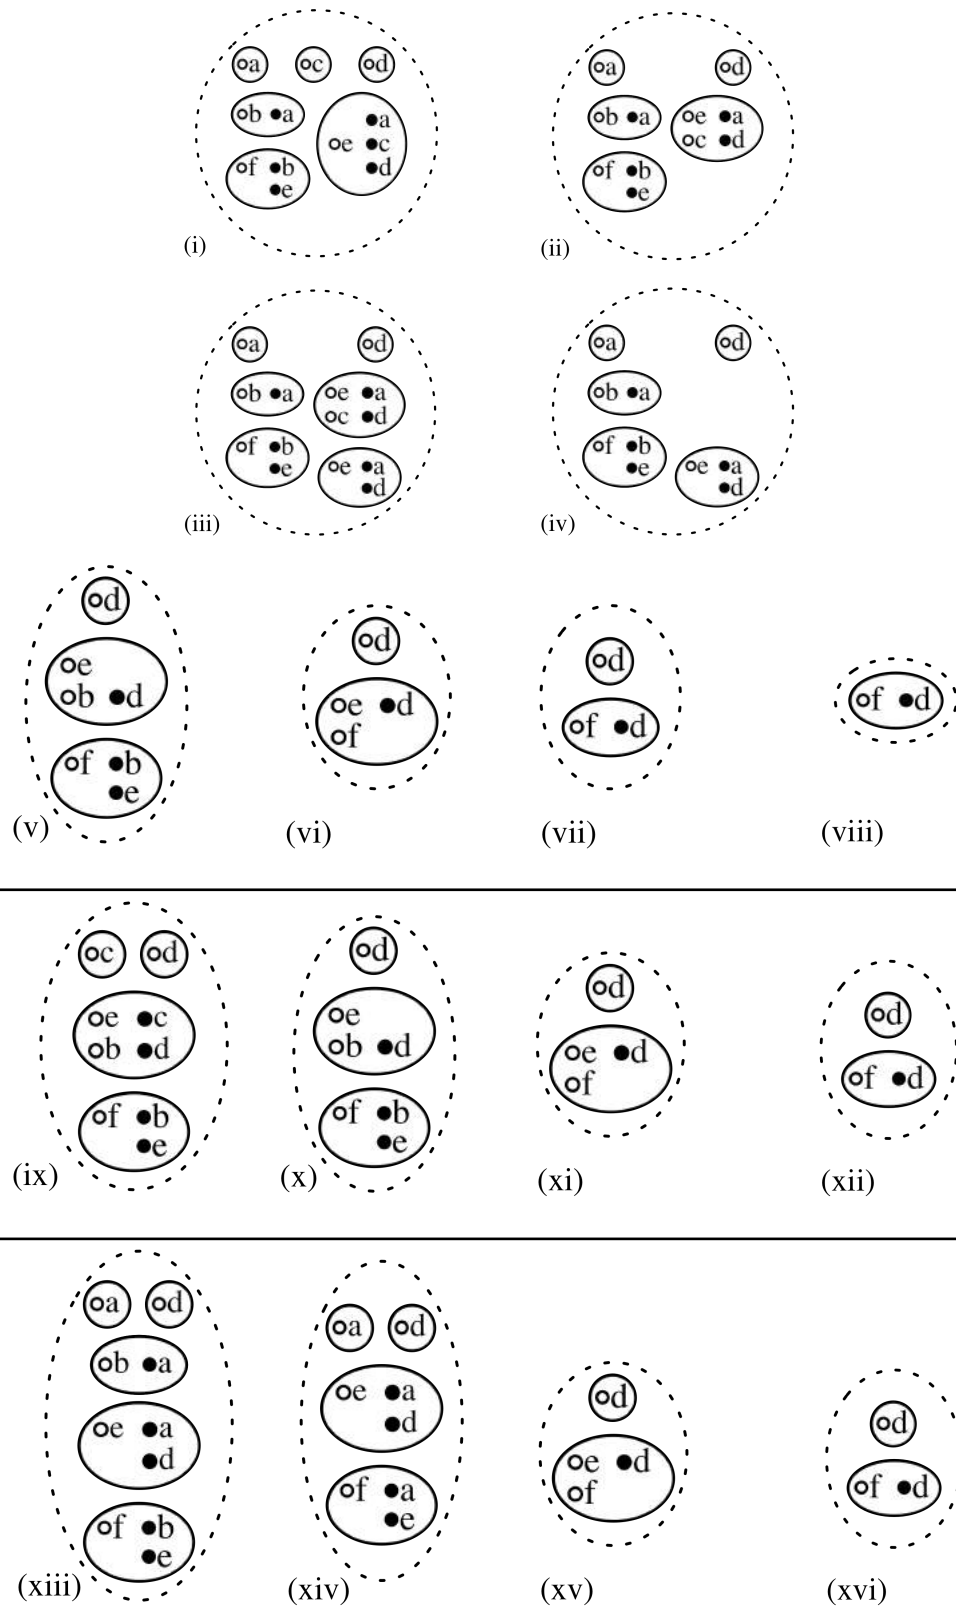 a c d
b a
a
e c
d
f b
e
(i)
a d
b a
e a
c d
f b
e
(ii)
a d
b a
e a
c d
f b
e
e a
d
(iii)
a d
b a
f b
e
e a
d
(iv)
d
e
b d
f b
e
(v)
d
e d
f
(vi)
d
f d
(vii)
f d
(viii)
c d
e c
b d
f b
e
(ix)
d
e
b d
f b
e
(x)
d
e d
f
(xi)
d
f d
(xii)
a d
b a
e a
d
f b
e
(xiii)
a d
e a
d
f a
e
(xiv)
d
e d
f
(xv)
d
f d
(xvi)